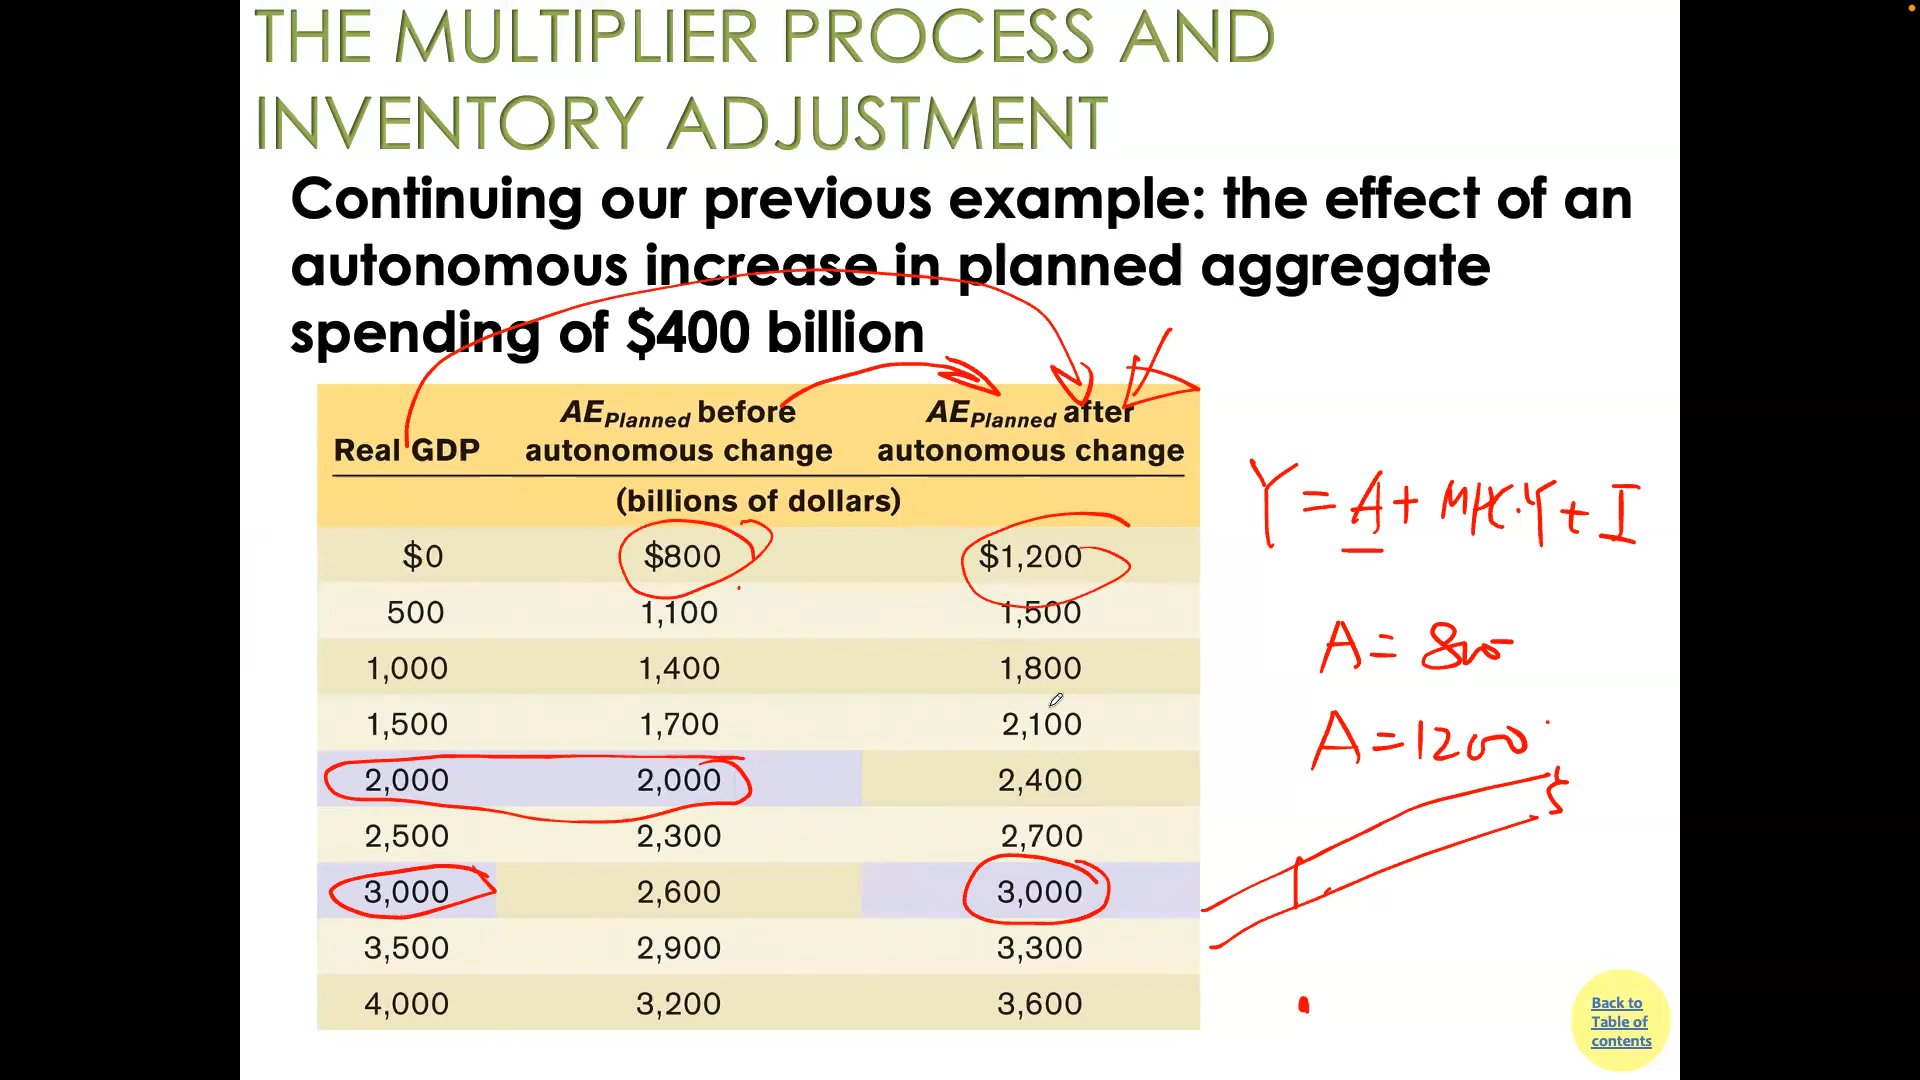 THE MULTIPLIER PROCESS AND
INVENTORY ADJUSTMENT
Continuing our previous example: the effect of an
autonomous increase in planned aggregate
spending of $400 billion
Real GDP AEPlanned before autonomous change AEPlanned after autonomous change
(billions of dollars)
$0 $800 $1,200
500 1,100 1,500
1,000 1,400 1,800
1,500 1,700 2,100
2,000 2,000 2,400
2,500 2,300 2,700
3,000 2,600 3,000
3,500 2,900 3,300
4,000 3,200 3,600
Y = A + MPC·Y + I
A = 800
A = 1200
Back to
Table of
contents